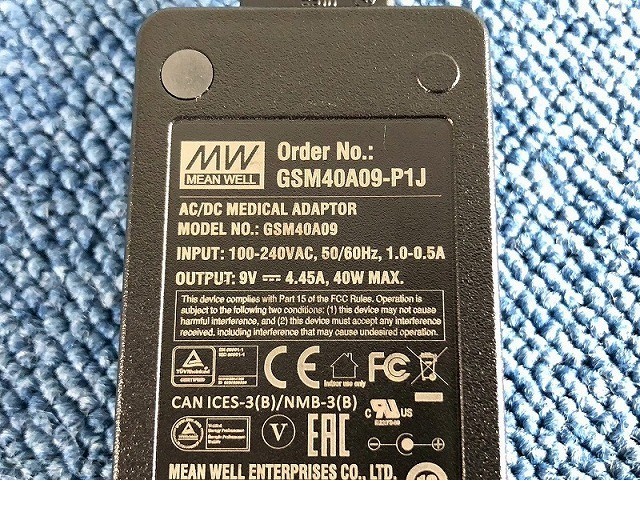 MW
MEAN WELL
Order No.:
GSM40A09-P1J
AC/DC MEDICAL ADAPTOR
MODEL NO.: GSM40A09
INPUT: 100-240VAC, 50/60Hz, 1.0-0.5A
OUTPUT: 9V ⎓ 4.45A, 40W MAX.
This device complies with Part 15 of the FCC Rules. Operation is
subject to the following two conditions: (1) this device may not cause
harmful interference, and (2) this device must accept any interference
received, including interference that may cause undesired operation.
CERTIFIED
CE
Indoor use only
FC
CAN ICES-3(B)/NMB-3(B)
C UL US
V
EAC
MEAN WELL ENTERPRISES CO., LTD.